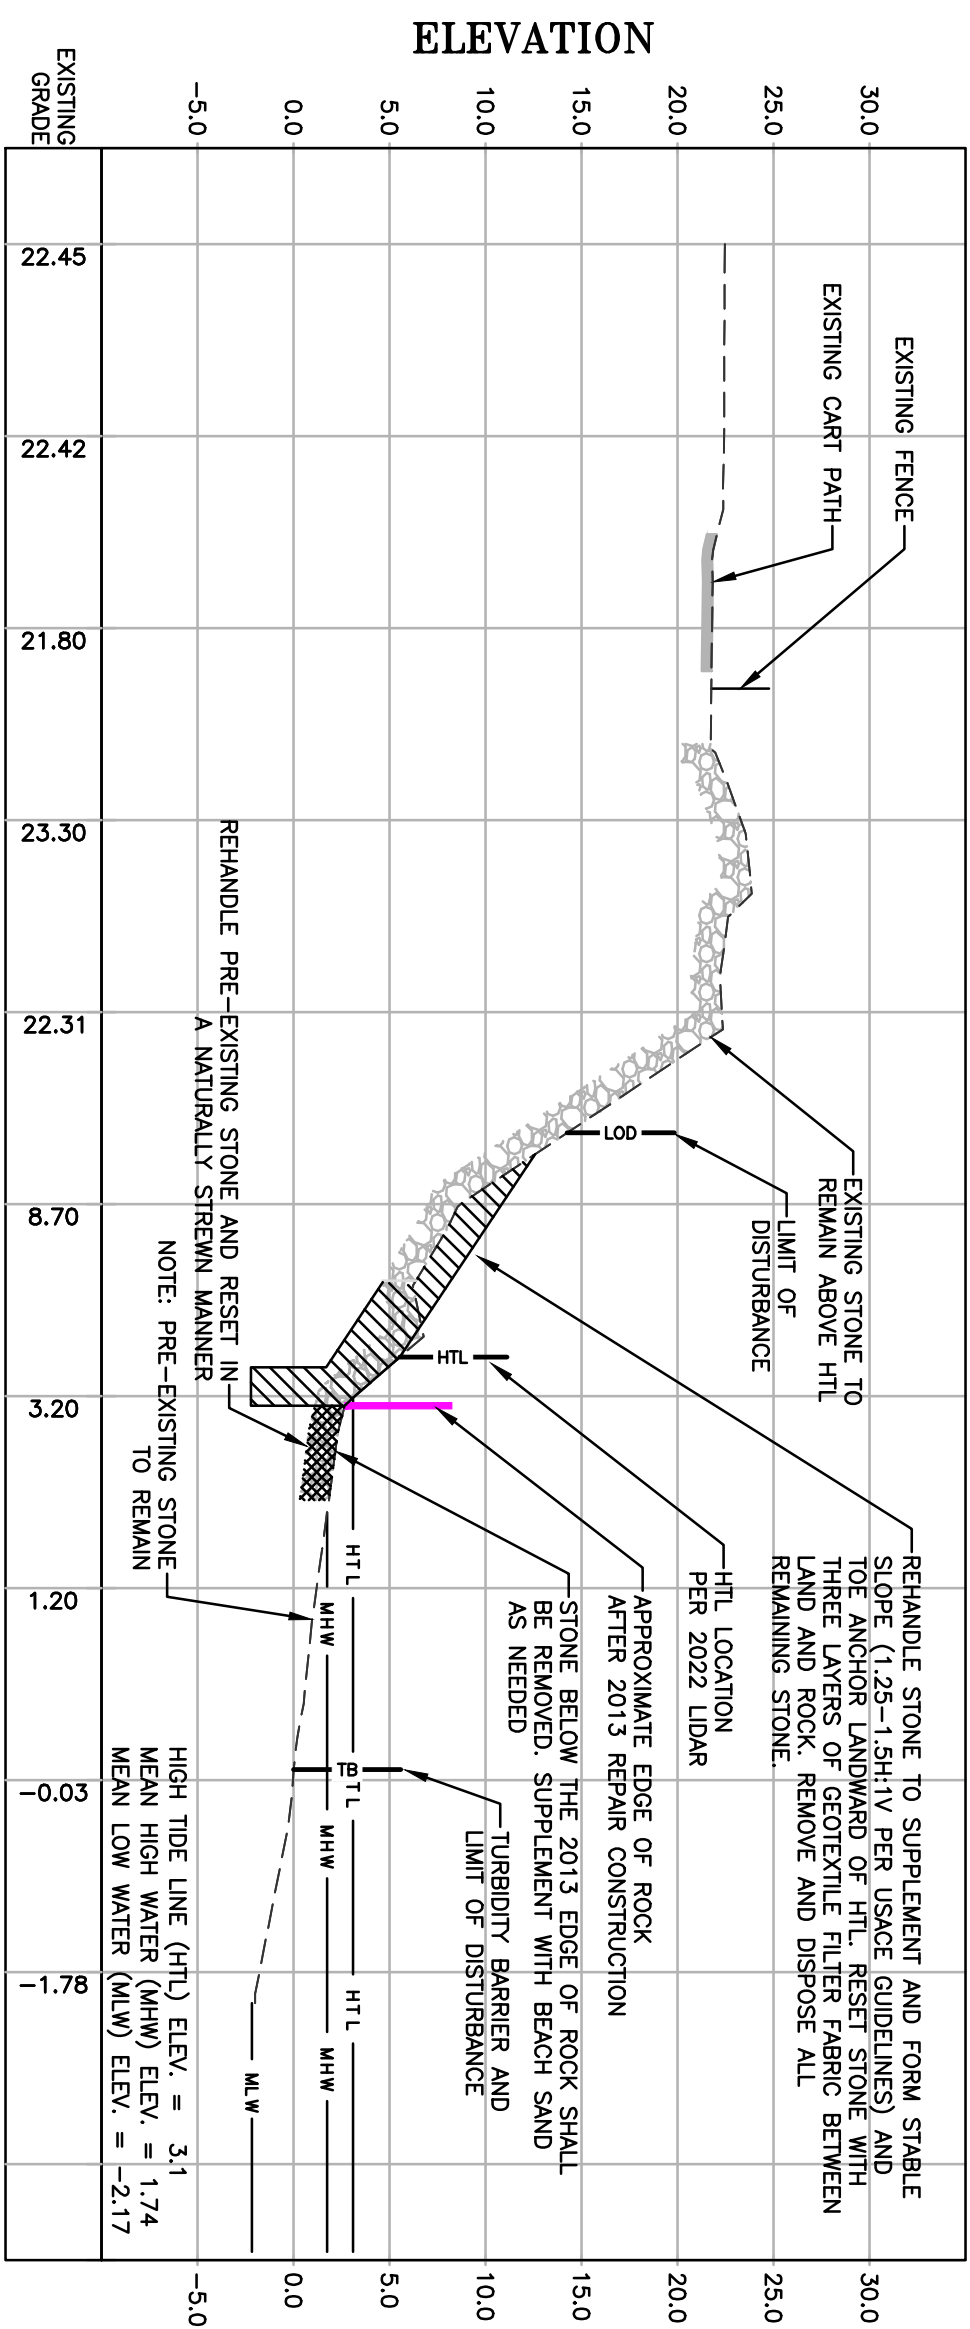 ELEVATION
30.0
25.0
20.0
15.0
10.0
5.0
0.0
-5.0
EXISTING
GRADE
EXISTING FENCE
EXISTING CART PATH
EXISTING STONE TO
REMAIN ABOVE HTL
LIMIT OF
DISTURBANCE
REHANDLE STONE TO SUPPLEMENT AND FORM STABLE
SLOPE (1.25-1.5H:1V PER USACE GUIDELINES) AND
TOE ANCHOR LANDWARD OF HTL. RESET STONE WITH
THREE LAYERS OF GEOTEXTILE FILTER FABRIC BETWEEN
LAND AND ROCK. REMOVE AND DISPOSE ALL
REMAINING STONE.
HTL LOCATION
PER 2022 LIDAR
APPROXIMATE EDGE OF ROCK
AFTER 2013 REPAIR CONSTRUCTION
STONE BELOW THE 2013 EDGE OF ROCK SHALL
BE REMOVED. SUPPLEMENT WITH BEACH SAND
AS NEEDED
TURBIDITY BARRIER AND
LIMIT OF DISTURBANCE
LOD
HTL
HTL
TB
TL
HTL
MHW
MHW
MHW
MLW
REHANDLE PRE-EXISTING STONE AND RESET IN
A NATURALLY STREWN MANNER
NOTE: PRE-EXISTING STONE
TO REMAIN
HIGH TIDE LINE (HTL) ELEV. = 3.1
MEAN HIGH WATER (MHW) ELEV. = 1.74
MEAN LOW WATER (MLW) ELEV. = -2.17
22.45
22.42
21.80
23.30
22.31
8.70
3.20
1.20
-0.03
-1.78
30.0
25.0
20.0
15.0
10.0
5.0
0.0
-5.0